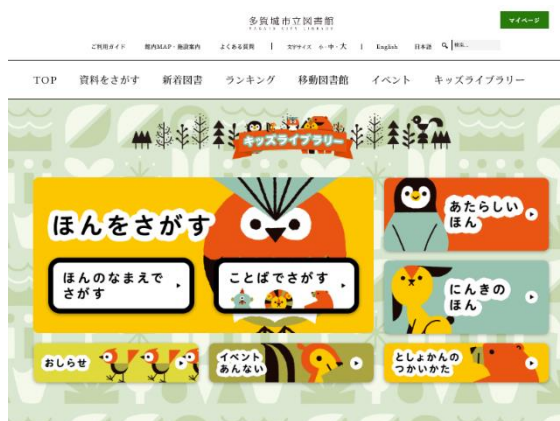 多賀城市立図書館
TAGAJO CITY LIBRARY
マイページ
ご利用ガイド 館内MAP・施設案内 よくある質問 | 文字サイズ 小・中・大 | English 日本語 検索...
TOP 資料をさがす 新着図書 ランキング 移動図書館 イベント キッズライブラリー
キッズライブラリー
ほんをさがす
ほんのなまえで
さがす
ことばでさがす
あたらしい
ほん
にんきの
ほん
おしらせ
イベント
あんない
としょかんの
つかいかた